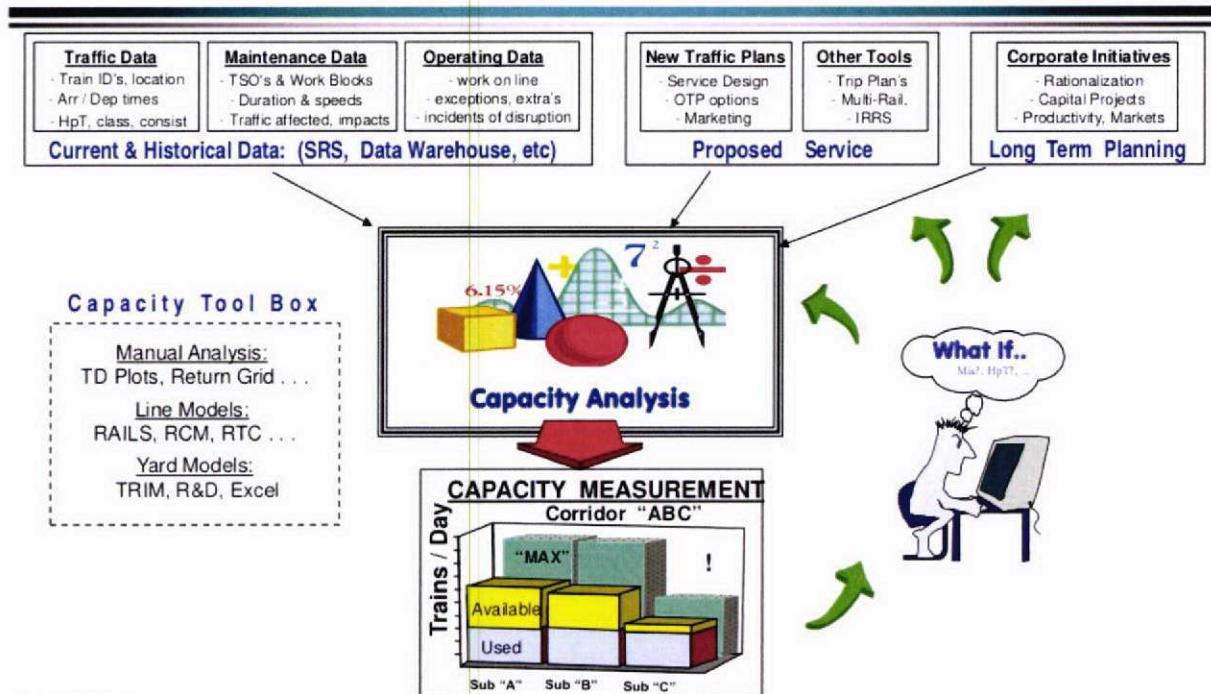 Traffic Data
- Train ID's, location
- Arr / Dep times
- HpT, class, consist
Maintenance Data
- TSO's & Work Blocks
- Duration & speeds
- Traffic affected, impacts
Operating Data
- work on line
- exceptions, extra's
- incidents of disruption
Current & Historical Data: (SRS, Data Warehouse, etc)
New Traffic Plans
- Service Design
- OTP options
- Marketing
Other Tools
- Trip Plan's
- Multi-Rail,
- IRRS
Proposed Service
Corporate Initiatives
- Rationalization
- Capital Projects
- Productivity, Markets
Long Term Planning
7 2
6.15%
Capacity Analysis
Capacity Tool Box
Manual Analysis:
TD Plots, Return Grid . . .
Line Models:
RAILS, RCM, RTC . . .
Yard Models:
TRIM, R&D, Excel
What If..
CAPACITY MEASUREMENT
Corridor "ABC"
Trains / Day
"MAX"
!
Available
Used
Sub "A" Sub "B" Sub "C"